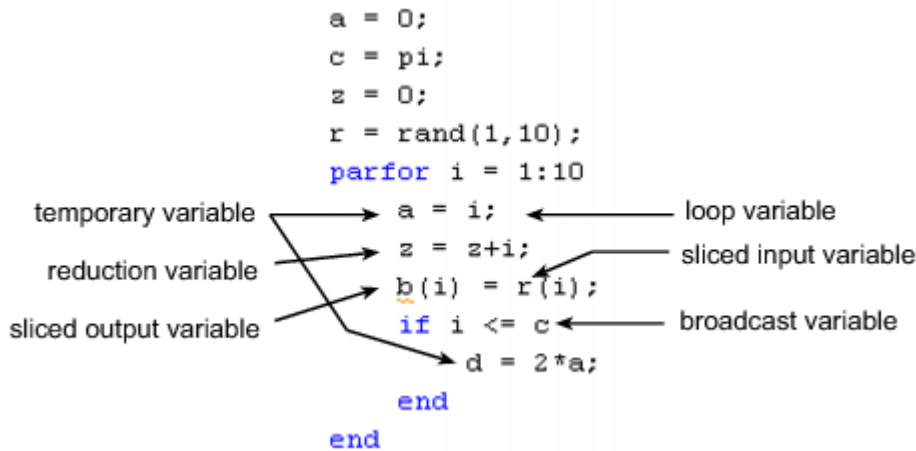 a = 0;
c = pi;
z = 0;
r = rand(1,10);
parfor i = 1:10
temporary variable a = i; loop variable
reduction variable z = z+i; sliced input variable
sliced output variable b(i) = r(i);
if i <= c broadcast variable
d = 2*a;
end
end